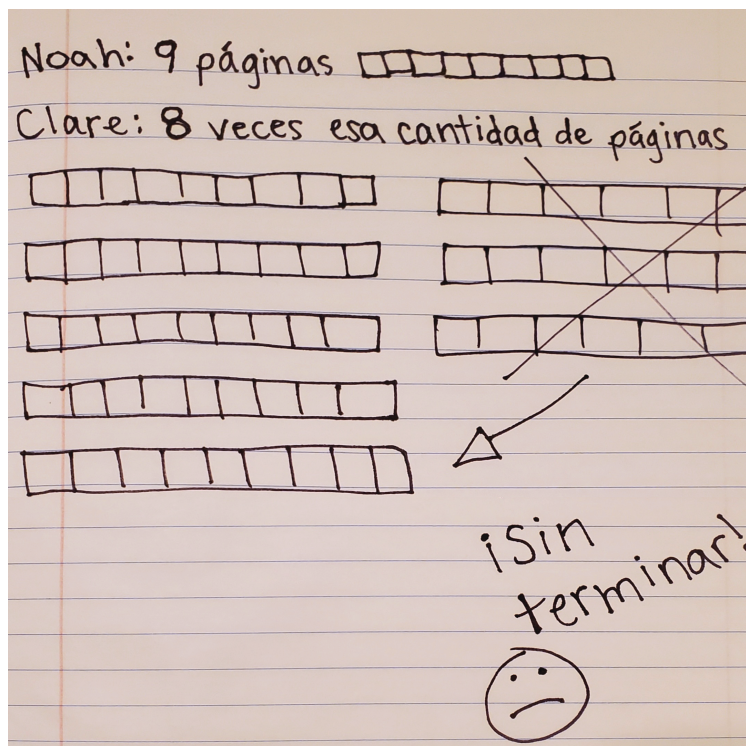 Noah: 9 páginas
Clare: 8 veces esa cantidad de páginas
¡Sin
terminar!